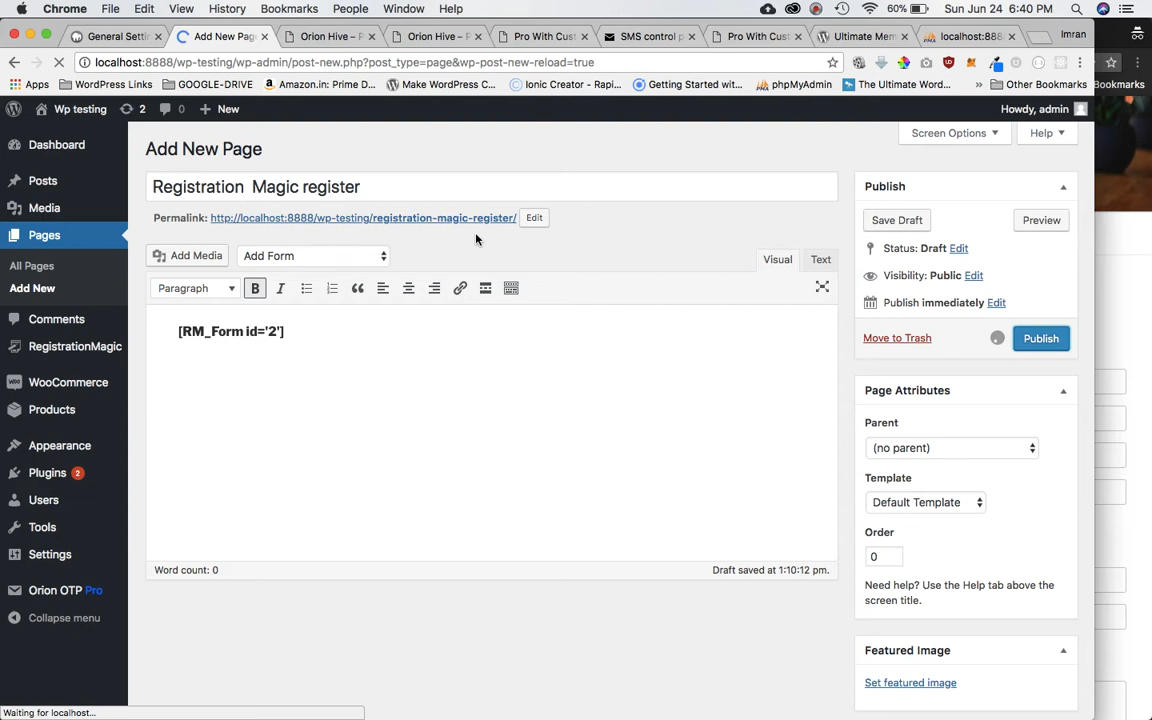 Chrome File Edit View History Bookmarks People Window Help 60% Sun Jun 24 6:40 PM
General Settin Add New Page Orion Hive – P Orion Hive – P Pro With Cust SMS control p Pro With Cust Ultimate Mem localhost:888 Imran
localhost:8888/wp-testing/wp-admin/post-new.php?post_type=page&wp-post-new-reload=true
Apps WordPress Links GOOGLE-DRIVE Amazon.in: Prime D... Make WordPress C... Ionic Creator - Rapi... Getting Started wit... phpMyAdmin The Ultimate Wor... » Other Bookmarks Bookmarks
Wp testing 2 0 New Howdy, admin
Screen Options Help
Dashboard
Posts
Media
Pages
All Pages
Add New
Comments
RegistrationMagic
WooCommerce
Products
Appearance
Plugins 2
Users
Tools
Settings
Orion OTP Pro
Collapse menu
Add New Page
Registration Magic register
Permalink: http://localhost:8888/wp-testing/registration-magic-register/ Edit
Add Media Add Form Visual Text
Paragraph B I
[RM_Form id='2']
Word count: 0 Draft saved at 1:10:12 pm.
Publish
Save Draft Preview
Status: Draft Edit
Visibility: Public Edit
Publish immediately Edit
Move to Trash Publish
Page Attributes
Parent
(no parent)
Template
Default Template
Order
0
Need help? Use the Help tab above the
screen title.
Featured Image
Set featured image
Waiting for localhost...